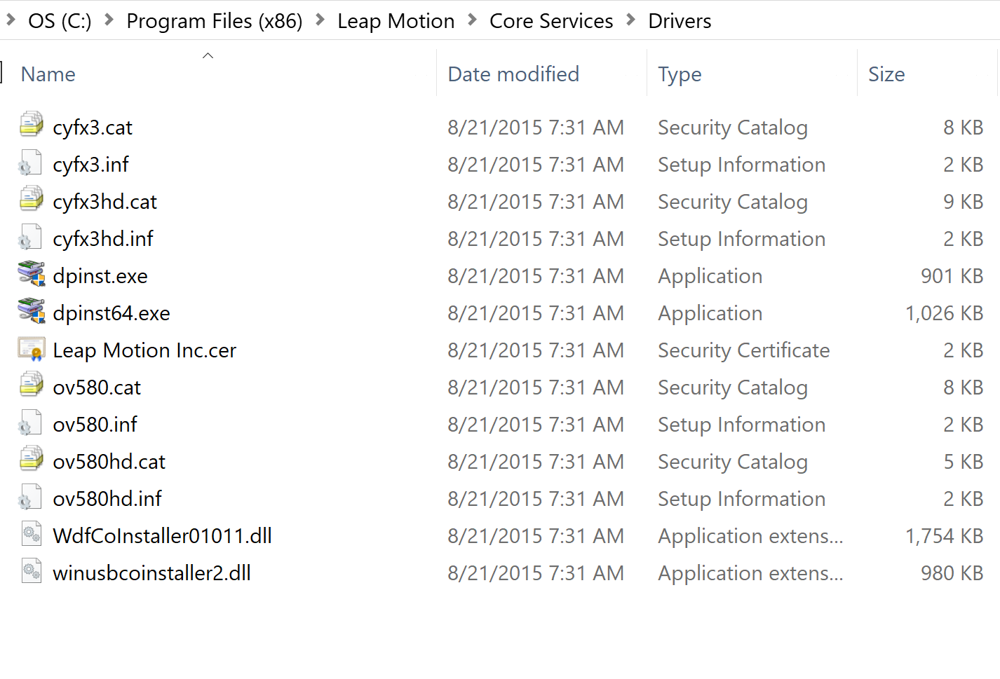 OS (C:) Program Files (x86) Leap Motion Core Services Drivers
Name Date modified Type Size
cyfx3.cat 8/21/2015 7:31 AM Security Catalog 8 KB
cyfx3.inf 8/21/2015 7:31 AM Setup Information 2 KB
cyfx3hd.cat 8/21/2015 7:31 AM Security Catalog 9 KB
cyfx3hd.inf 8/21/2015 7:31 AM Setup Information 2 KB
dpinst.exe 8/21/2015 7:31 AM Application 901 KB
dpinst64.exe 8/21/2015 7:31 AM Application 1,026 KB
Leap Motion Inc.cer 8/21/2015 7:31 AM Security Certificate 2 KB
ov580.cat 8/21/2015 7:31 AM Security Catalog 8 KB
ov580.inf 8/21/2015 7:31 AM Setup Information 2 KB
ov580hd.cat 8/21/2015 7:31 AM Security Catalog 5 KB
ov580hd.inf 8/21/2015 7:31 AM Setup Information 2 KB
WdfCoInstaller01011.dll 8/21/2015 7:31 AM Application extens... 1,754 KB
winusbcoinstaller2.dll 8/21/2015 7:31 AM Application extens... 980 KB